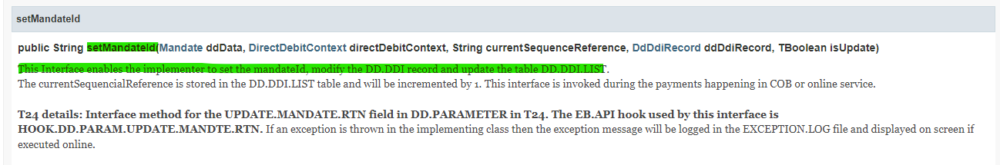 setMandateId
public String setMandateId(Mandate ddData, DirectDebitContext directDebitContext, String currentSequenceReference, DdDdiRecord ddDdiRecord, TBoolean isUpdate)
This Interface enables the implementer to set the mandateId, modify the DD.DDI record and update the table DD.DDI.LIST.
The currentSequencialReference is stored in the DD.DDI.LIST table and will be incremented by 1. This interface is invoked during the payments happening in COB or online service.
T24 details: Interface method for the UPDATE.MANDATE.RTN field in DD.PARAMETER in T24. The EB.API hook used by this interface is
HOOK.DD.PARAM.UPDATE.MANDTE.RTN. If an exception is thrown in the implementing class then the exception message will be logged in the EXCEPTION.LOG file and displayed on screen if
executed online.